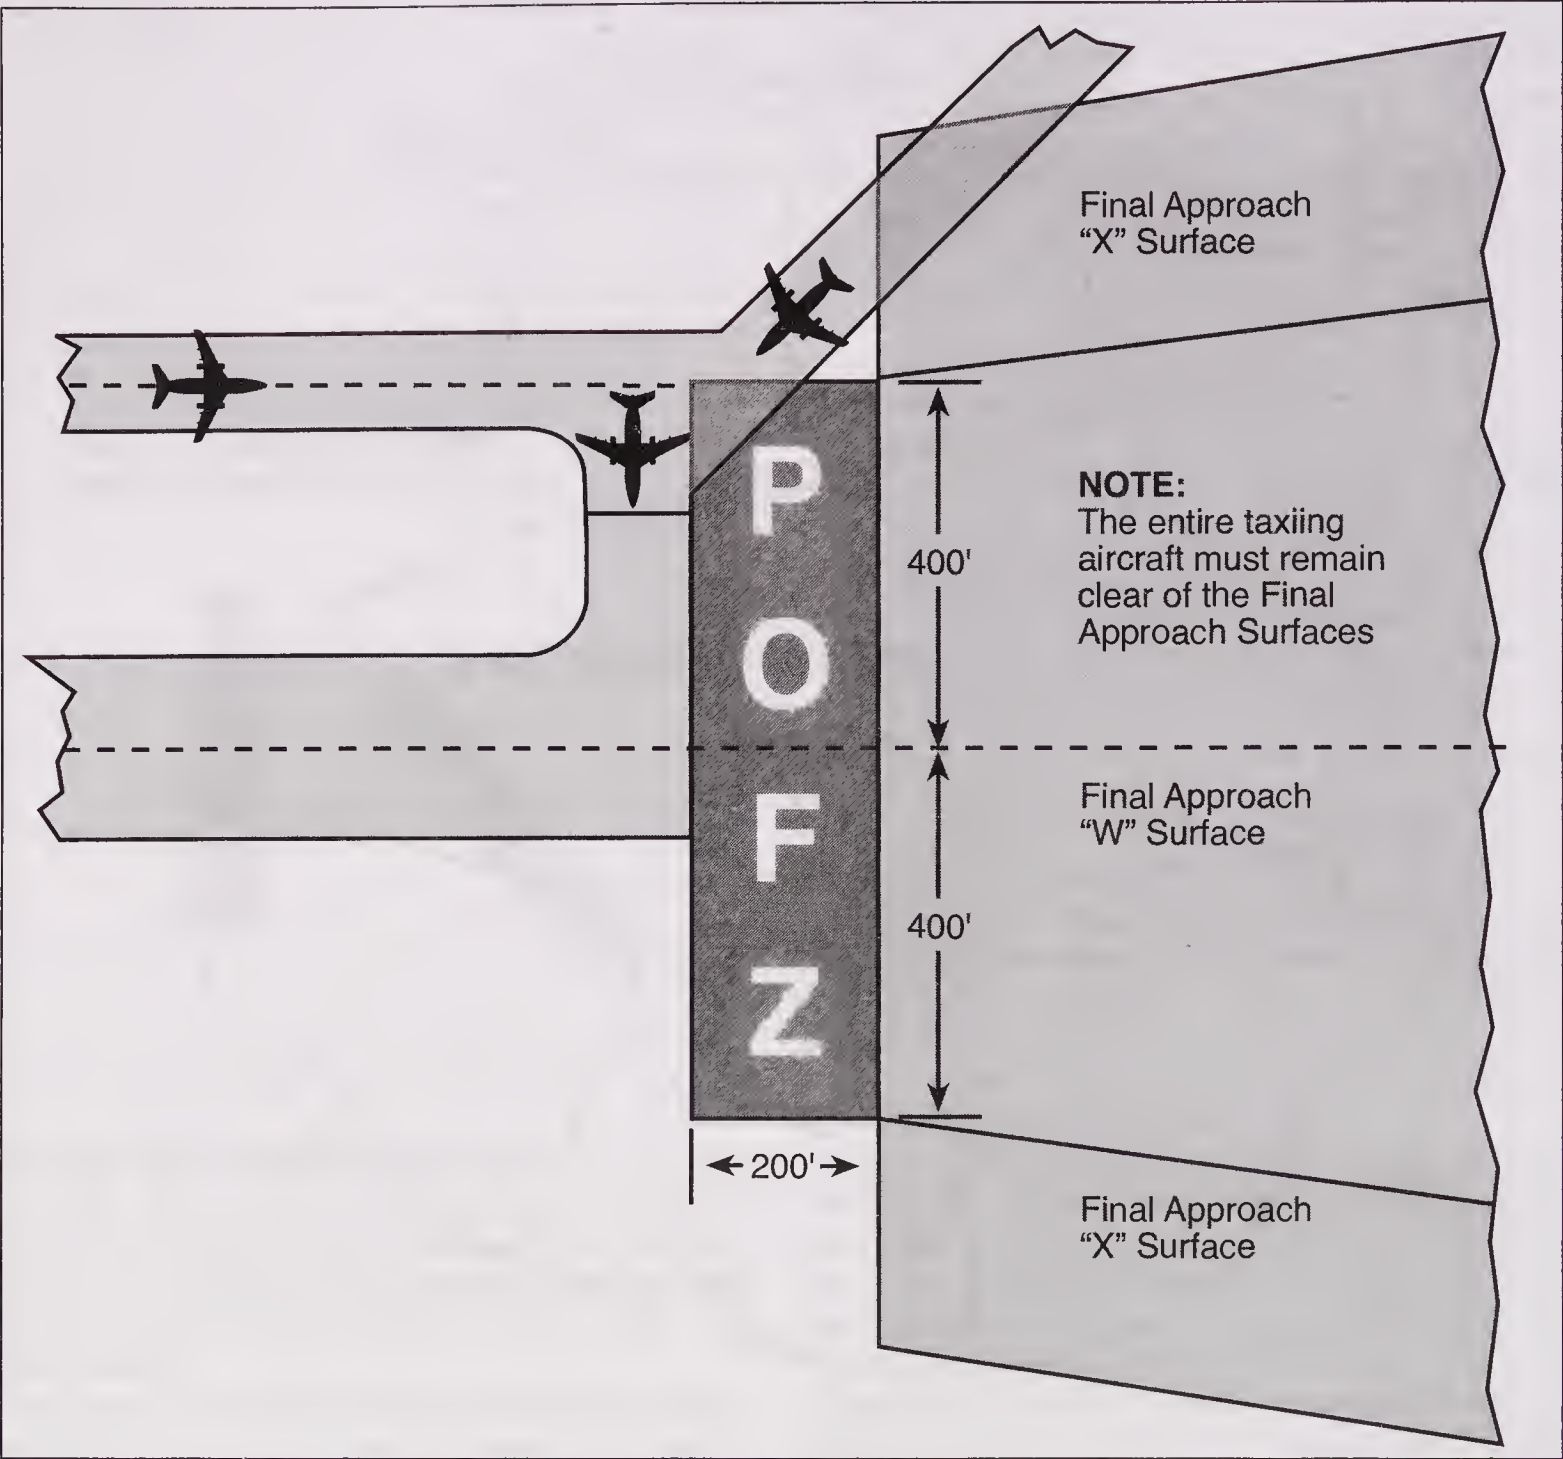 Final Approach
“X” Surface
NOTE:
The entire taxiing
aircraft must remain
clear of the Final
Approach Surfaces
400'
P
O
F
Z
Final Approach
“W” Surface
400'
200'
Final Approach
“X” Surface